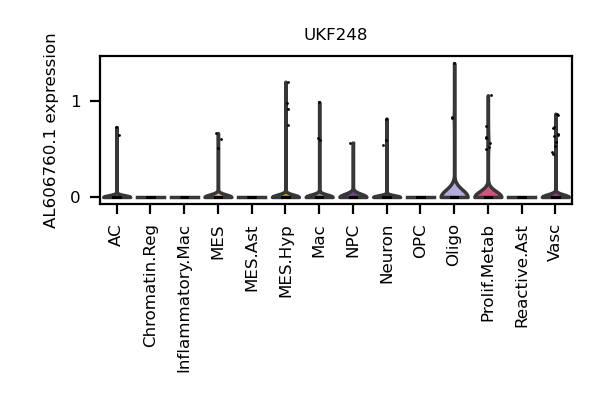 UKF248
AL606760.1 expression
1
0
AC
Chromatin.Reg
Inflammatory.Mac
MES
MES.Ast
MES.Hyp
Mac
NPC
Neuron
OPC
Oligo
Prolif.Metab
Reactive.Ast
Vasc